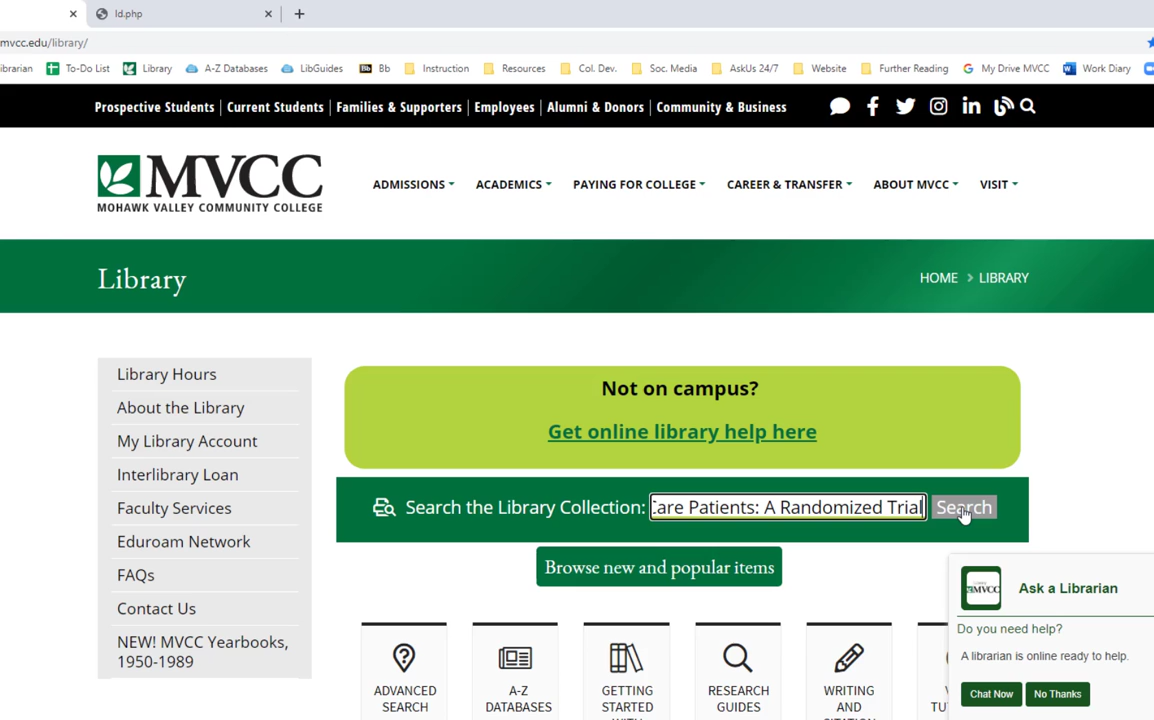 ld.php
mvcc.edu/library/
ibrarian
To-Do List
Library
A-Z Databases
LibGuides
Bb
Bb
Instruction
Resources
Col. Dev.
Soc. Media
AskUs 24/7
Website
Further Reading
My Drive MVCC
Work Diary
Prospective Students
Current Students
Families & Supporters
Employees
Alumni & Donors
Community & Business
MVCC
MOHAWK VALLEY COMMUNITY COLLEGE
ADMISSIONS
ACADEMICS
PAYING FOR COLLEGE
CAREER & TRANSFER
ABOUT MVCC
VISIT
Library
HOME > LIBRARY
Library Hours
About the Library
My Library Account
Interlibrary Loan
Faculty Services
Eduroam Network
FAQs
Contact Us
NEW! MVCC Yearbooks,
1950-1989
Not on campus?
Get online library help here
Search the Library Collection:
Care Patients: A Randomized Trial
Search
Browse new and popular items
ADVANCED
SEARCH
A-Z
DATABASES
GETTING
STARTED
RESEARCH
GUIDES
WRITING
AND
MVCC
Ask a Librarian
Do you need help?
A librarian is online ready to help.
Chat Now
No Thanks